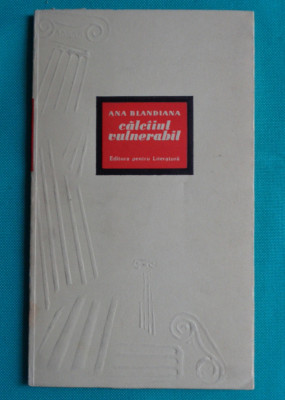 ANA BLANDIANA
călcîiul
vulnerabil
Editura pentru Literatură